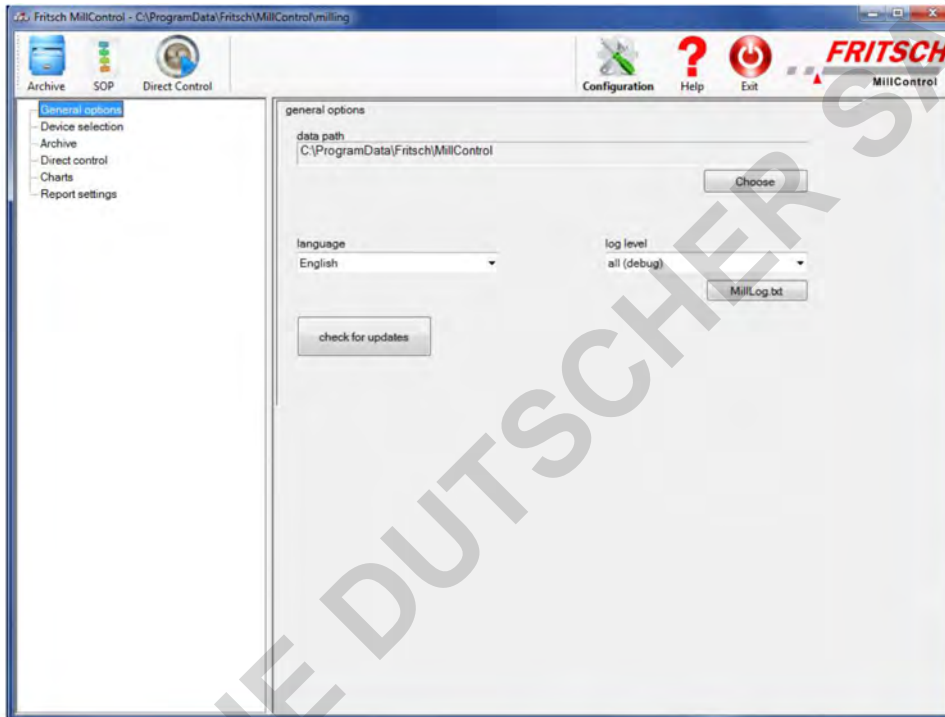 Fritsch MillControl - C:\ProgramData\Fritsch\MillControl\milling
Archive SOP Direct Control Configuration Help Exit
FRITSCH
MillControl
General options
Device selection
Archive
Direct control
Charts
Report settings
general options
data path
C:\ProgramData\Fritsch\MillControl
Choose
language log level
English all (debug)
MillLog.txt
check for updates
E DUTSCHER SA